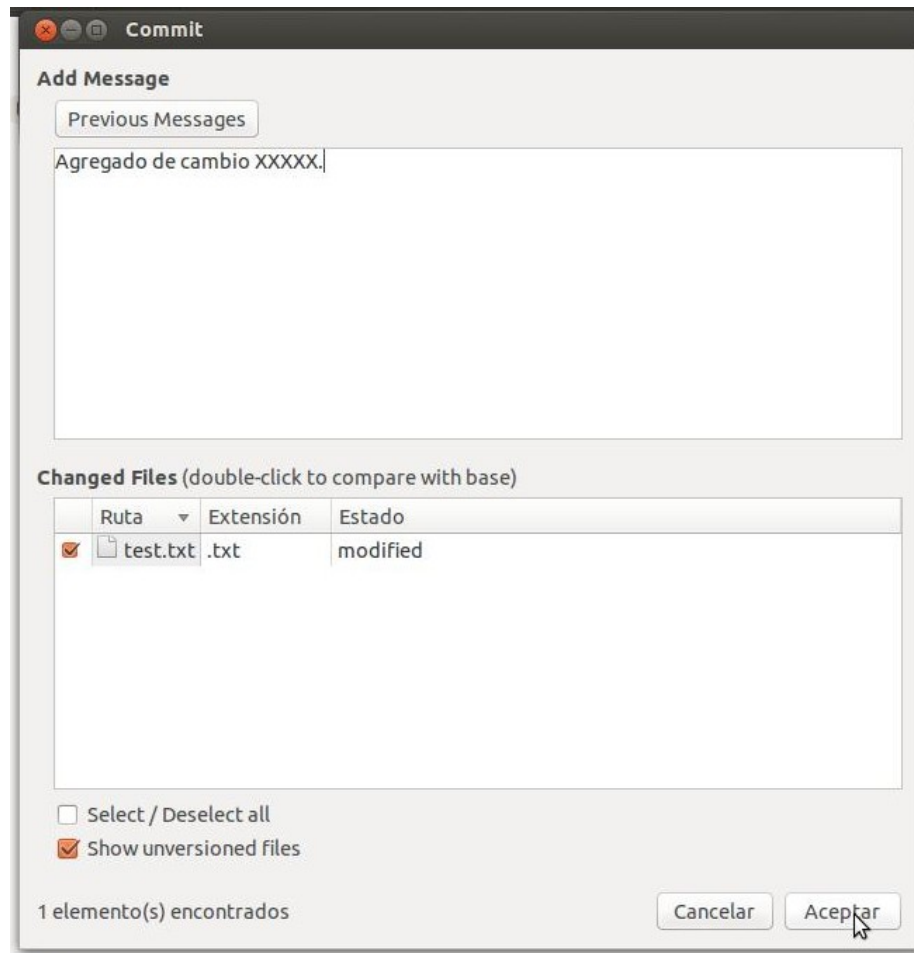 Commit
Add Message
Previous Messages
Agregado de cambio XXXXX.
Changed Files (double-click to compare with base)
Ruta Extensión Estado
test.txt .txt modified
Select / Deselect all
Show unversioned files
1 elemento(s) encontrados
Cancelar Aceptar